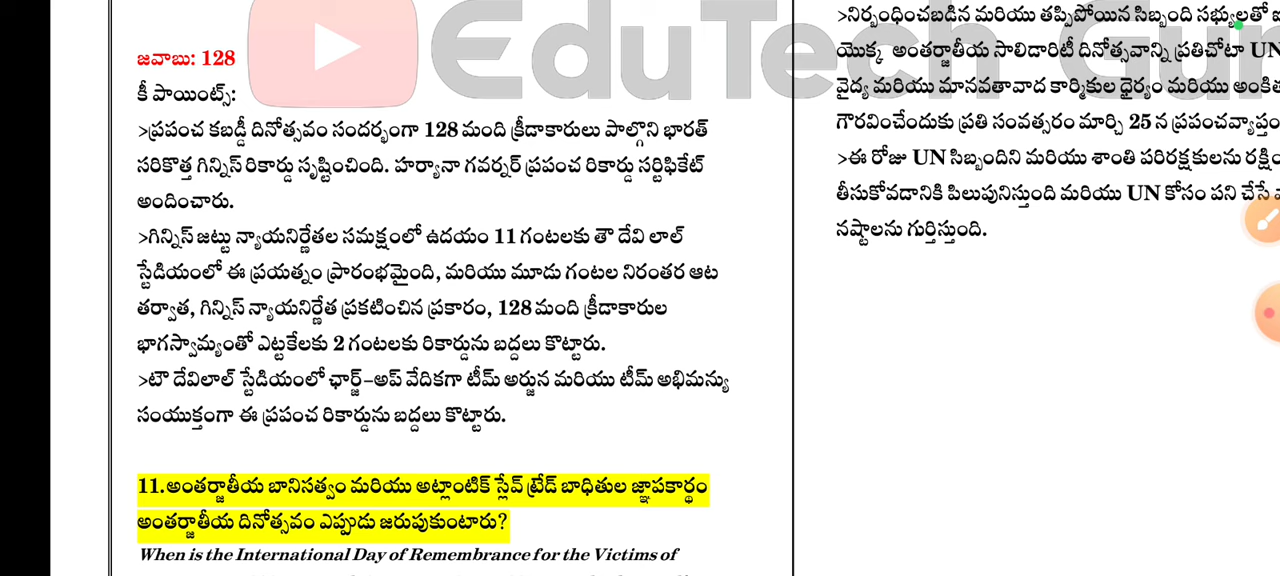 EduTech Gur
జవాబు: 128
కీ పాయింట్స్:
>ప్రపంచ కబడ్డీ దినోత్సవం సందర్భంగా 128 మంది క్రీడాకారులు పాల్గొని భారత్
సరికొత్త గిన్నిస్ రికార్డు సృష్టించింది. హర్యానా గవర్నర్ ప్రపంచ రికార్డు సర్టిఫికేట్
అందించారు.
>గిన్నిస్ జట్టు న్యాయనిర్ణేతల సమక్షంలో ఉదయం 11 గంటలకు తౌ దేవి లాల్
స్టేడియంలో ఈ ప్రయత్నం ప్రారంభమైంది, మరియు మూడు గంటల నిరంతర ఆట
తర్వాత, గిన్నిస్ న్యాయనిర్ణేత ప్రకటించిన ప్రకారం, 128 మంది క్రీడాకారుల
భాగస్వామ్యంతో ఎట్టకేలకు 2 గంటలకు రికార్డును బద్దలు కొట్టారు.
>టౌ దేవిలాల్ స్టేడియంలో ఛార్జ్-అప్ వేదికగా టీమ్ అర్జున మరియు టీమ్ అభిమన్యు
సంయుక్తంగా ఈ ప్రపంచ రికార్డును బద్దలు కొట్టారు.
11.అంతర్జాతీయ బానిసత్వం మరియు అట్లాంటిక్ స్లేవ్ ట్రేడ్ బాధితుల జ్ఞాపకార్థం
అంతర్జాతీయ దినోత్సవం ఎప్పుడు జరుపుకుంటారు?
When is the International Day of Remembrance for the Victims of
>నిర్బంధించబడిన మరియు తప్పిపోయిన సిబ్బంది సభ్యులతో
యొక్క అంతర్జాతీయ సాలిడారిటీ దినోత్సవాన్ని ప్రతిచోటా UN
వైద్య మరియు మానవతావాద కార్మికుల ధైర్యం మరియు
గౌరవించేందుకు ప్రతి సంవత్సరం మార్చి 25 న ప్రపంచవ్యాప్తం
>ఈ రోజు UN సిబ్బందిని మరియు శాంతి పరిరక్షకులను
తీసుకోవడానికి పిలుపునిస్తుంది మరియు UN కోసం పని చేసే
నష్టాలను గుర్తిస్తుంది.